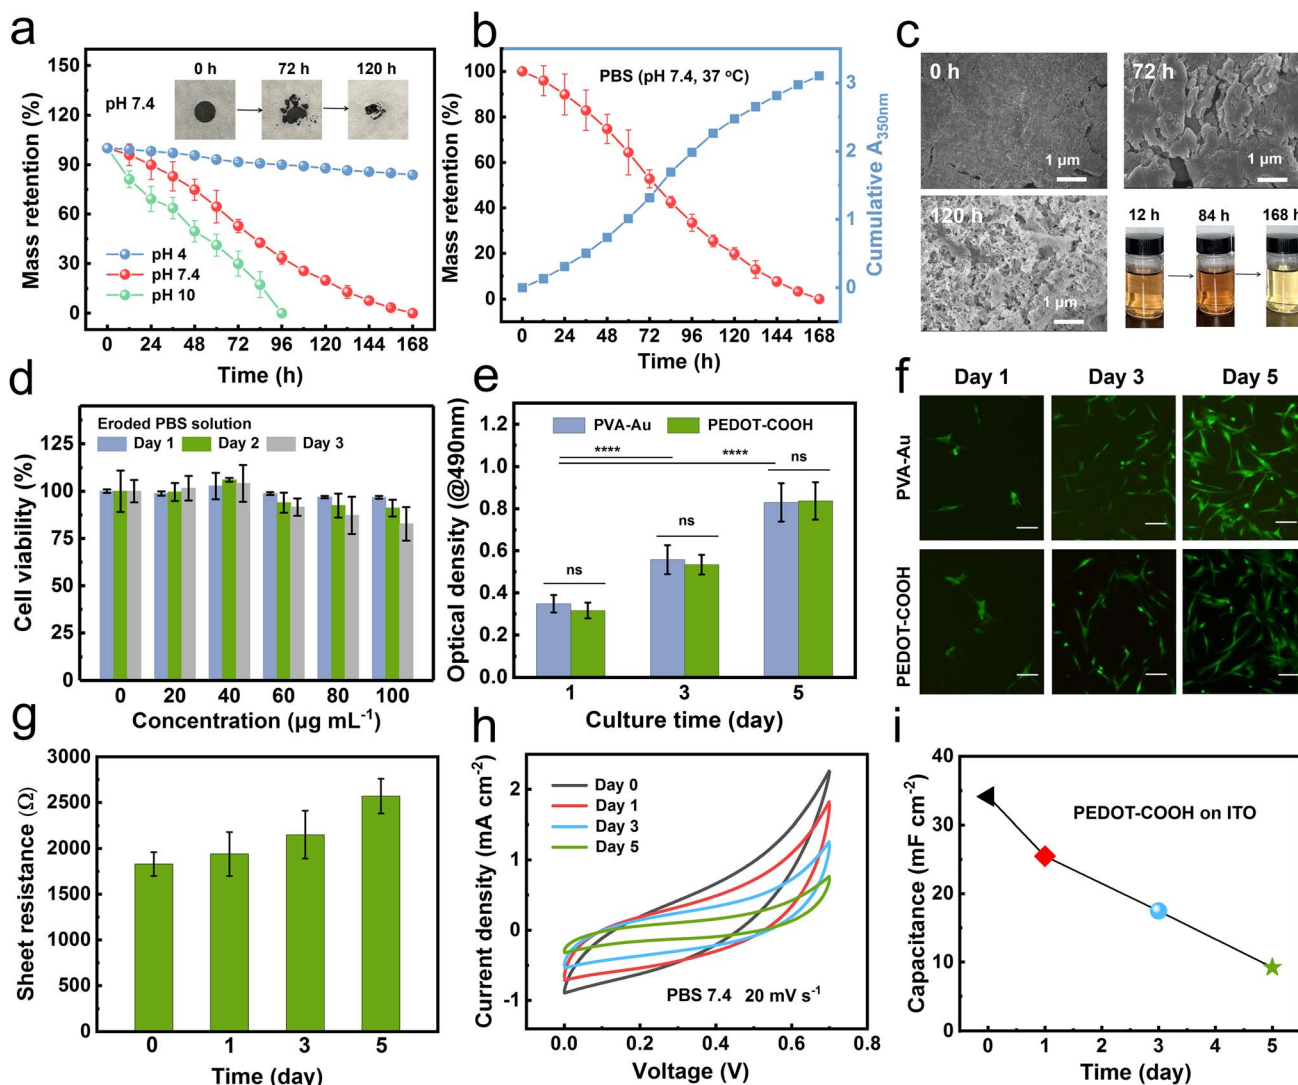 a
150
120
90
60
30
0
Mass retention (%)
0 h
72 h
120 h
pH 7.4
pH 4
pH 7.4
pH 10
0 24 48 72 96 120 144 168
Time (h)
b
100
80
60
40
20
0
Mass retention (%)
PBS (pH 7.4, 37 °C)
3
2
1
0
Cumulative A350nm
0 24 48 72 96 120 144 168
Time (h)
c
0 h
1 µm
72 h
1 µm
120 h
1 µm
12 h
84 h
168 h
d
Eroded PBS solution
Day 1 Day 2 Day 3
125
100
75
50
25
0
Cell viability (%)
0 20 40 60 80 100
Concentration (µg mL-1)
e
1.2
1.0
0.8
0.6
0.4
0.2
0.0
Optical density (@490nm)
PVA-Au PEDOT-COOH
****
****
ns
ns
ns
1 3 5
Culture time (day)
f
Day 1 Day 3 Day 5
PVA-Au
PEDOT-COOH
g
3000
2500
2000
1500
1000
500
0
Sheet resistance (Ω)
0 1 3 5
Time (day)
h
2
1
0
-1
Current density (mA cm-2)
Day 0
Day 1
Day 3
Day 5
PBS 7.4 20 mV s-1
0.0 0.2 0.4 0.6 0.8
Voltage (V)
i
40
30
20
10
0
Capacitance (mF cm-2)
PEDOT-COOH on ITO
0 1 2 3 4 5
Time (day)